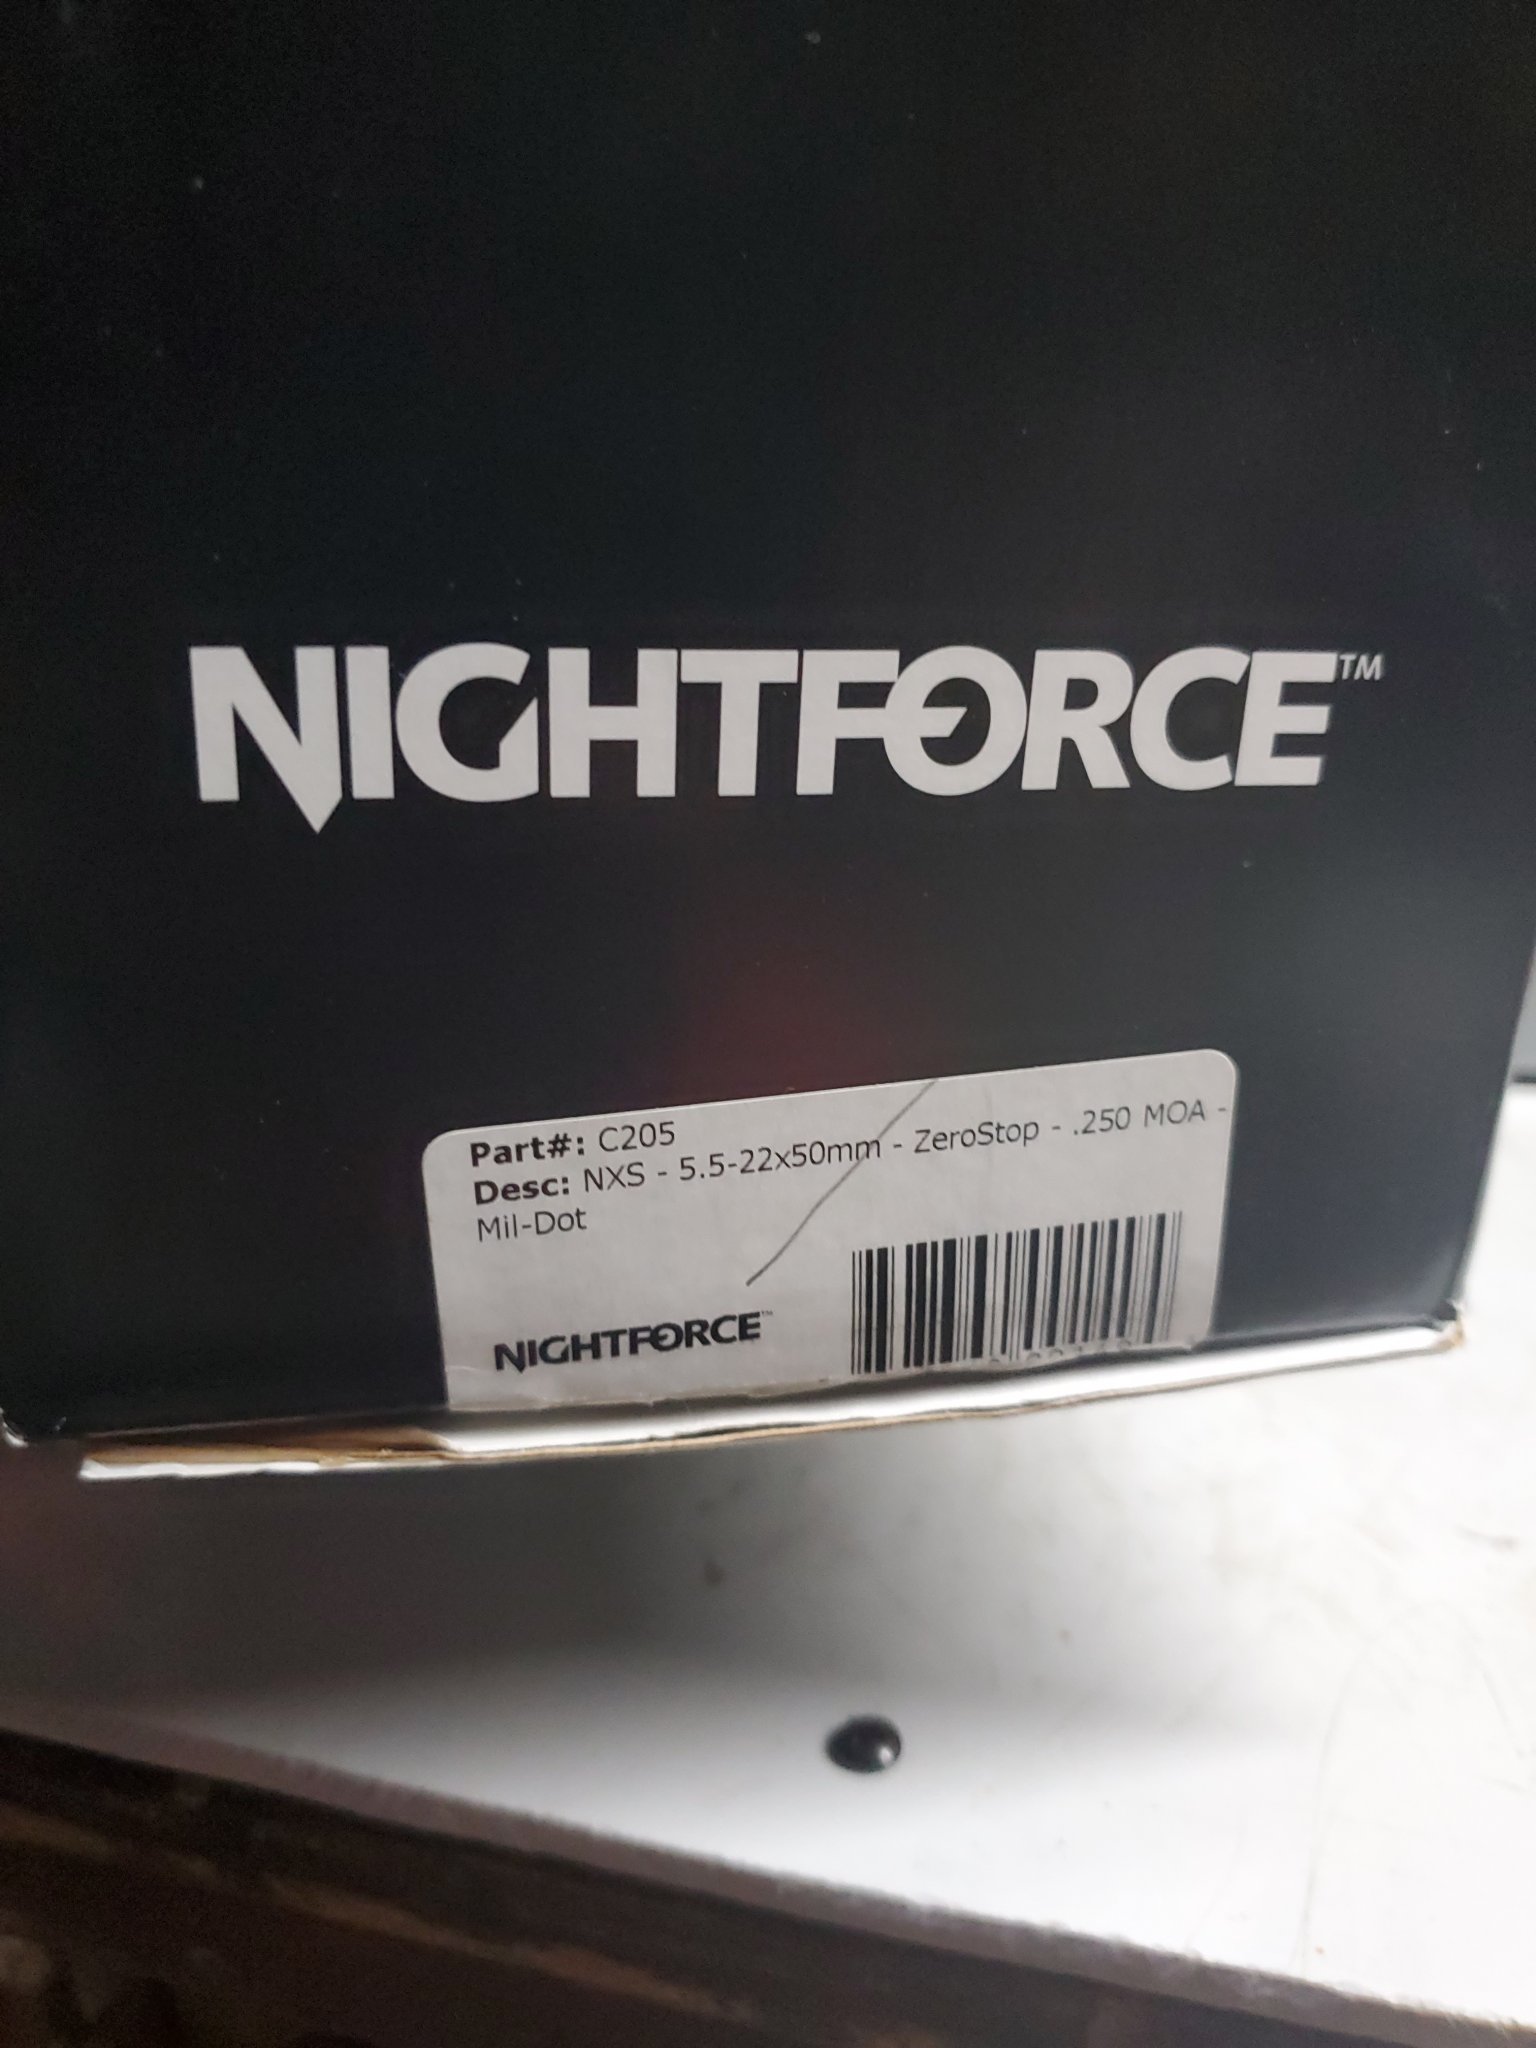 NIGHTFORCE™
Part#: C205
Desc: NXS - 5.5-22x50mm - ZeroStop - .250 MOA -
Mil-Dot
NIGHTFORCE™